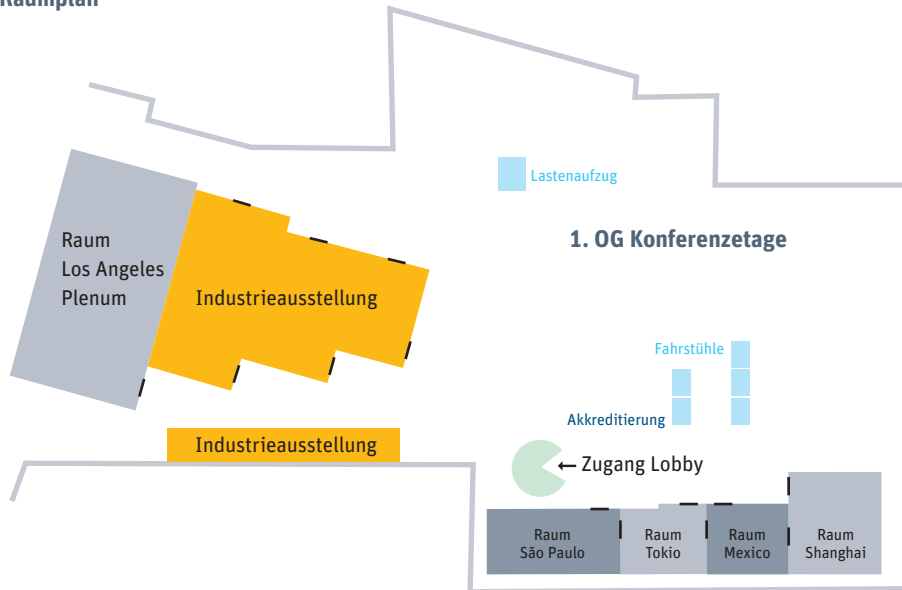 Raumplan
Lastenaufzug
1. OG Konferenzetage
Raum
Los Angeles
Plenum
Industrieausstellung
Fahrstühle
Akkreditierung
Industrieausstellung
← Zugang Lobby
Raum
São Paulo
Raum
Tokio
Raum
Mexico
Raum
Shanghai